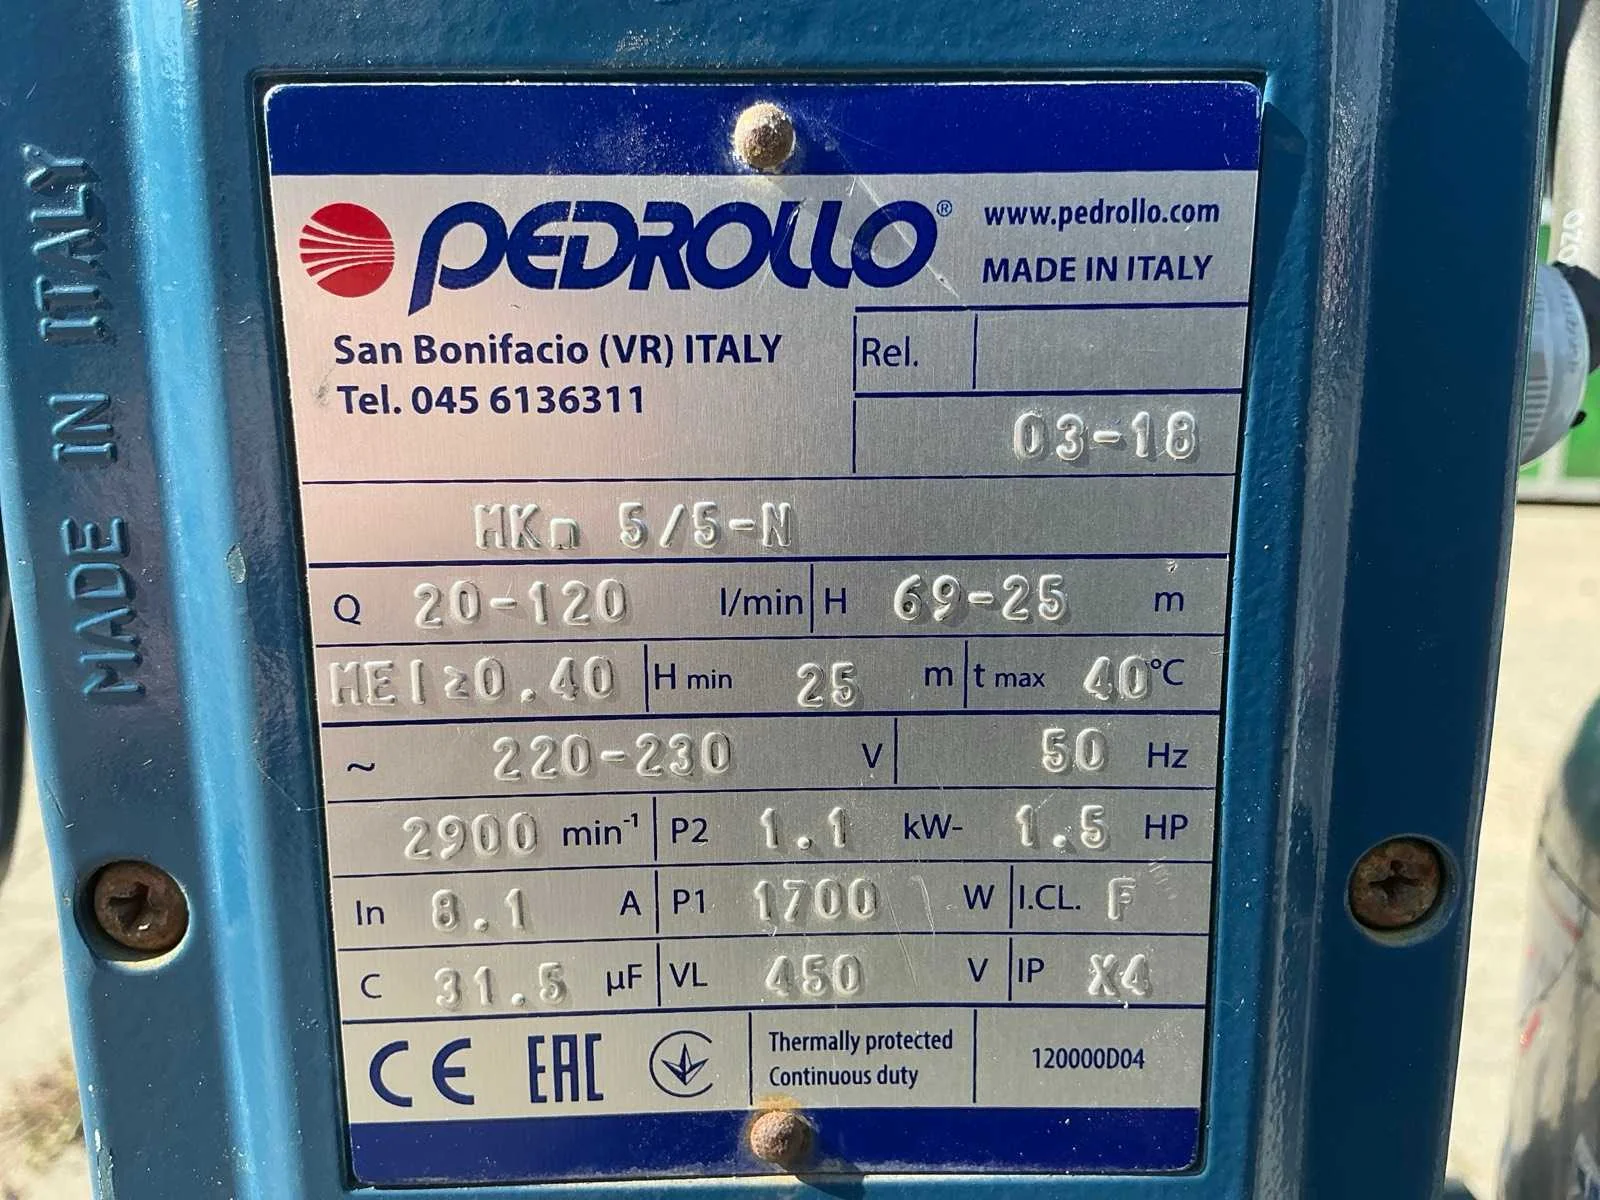 MADE IN ITALY
PEDROLLO®
www.pedrollo.com
MADE IN ITALY
San Bonifacio (VR) ITALY
Tel. 045 6136311
Rel.
03-18
MKm 5/5-N
Q 20-120 l/min H 69-25 m
MEI≥0.40 H min 25 m t max 40°C
~ 220-230 V 50 Hz
2900 min⁻¹ P2 1.1 kW- 1.5 HP
In 8.1 A P1 1700 W I.CL. F
C 31.5 µF VL 450 V IP X4
CE EAC
Thermally protected
Continuous duty
120000D04